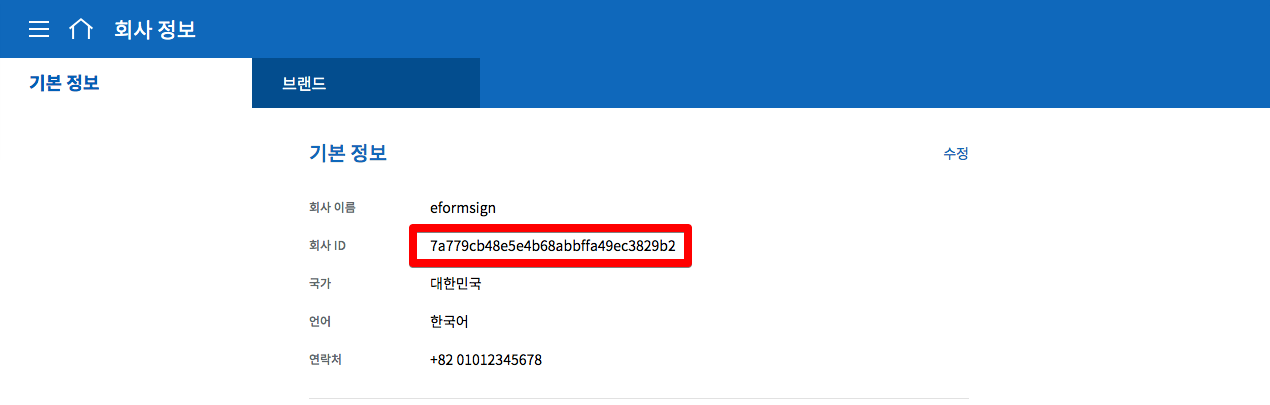 회사 정보
기본 정보
브랜드
기본 정보
수정
회사 이름 eformsign
회사 ID 7a779cb48e5e4b68abbffa49ec3829b2
국가 대한민국
언어 한국어
연락처 +82 01012345678